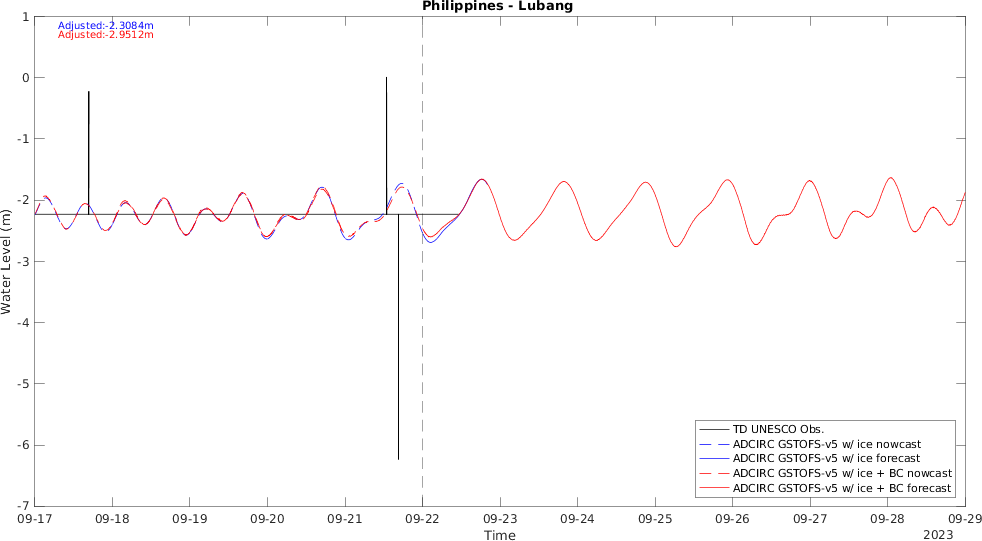 Philippines - Lubang
Adjusted:-2.3084m
Adjusted:-2.9512m
1
0
-1
-2
-3
-4
-5
-6
-7
Water Level (m)
TD UNESCO Obs.
ADCIRC GSTOFS-v5 w/ ice nowcast
ADCIRC GSTOFS-v5 w/ ice forecast
ADCIRC GSTOFS-v5 w/ ice + BC nowcast
ADCIRC GSTOFS-v5 w/ ice + BC forecast
09-17 09-18 09-19 09-20 09-21 09-22 09-23 09-24 09-25 09-26 09-27 09-28 09-29
Time
2023